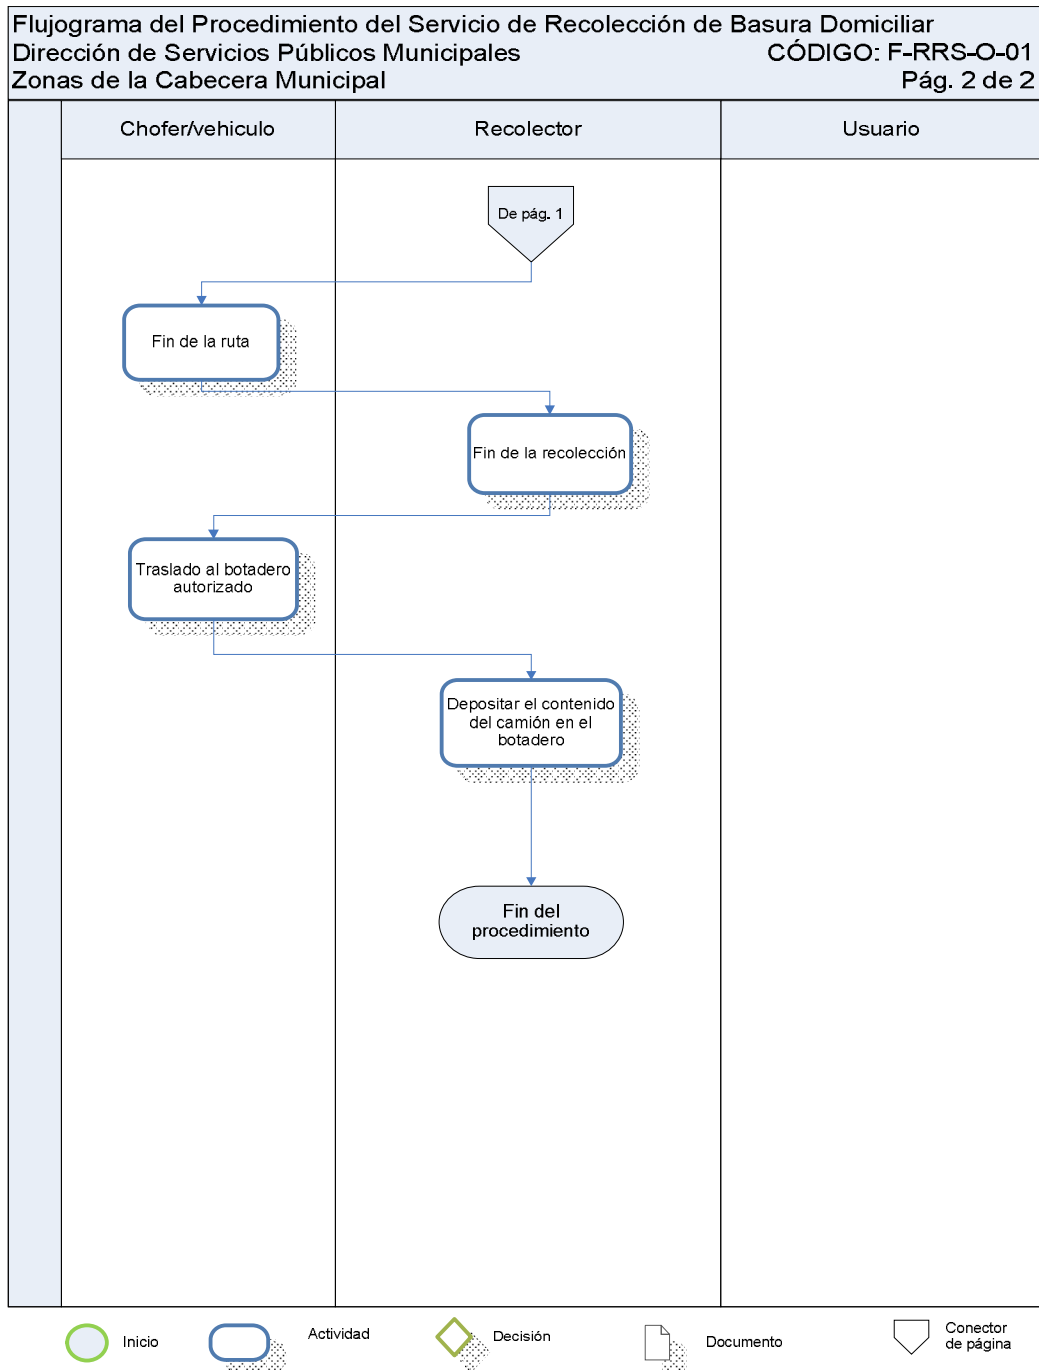 Flujograma del Procedimiento del Servicio de Recolección de Basura Domiciliar
Dirección de Servicios Públicos Municipales CÓDIGO: F-RRS-O-01
Zonas de la Cabecera Municipal Pág. 2 de 2
Chofer/vehiculo Recolector Usuario
De pág. 1
Fin de la ruta
Fin de la recolección
Traslado al botadero
autorizado
Depositar el contenido
del camión en el
botadero
Fin del
procedimiento
Inicio
Actividad
Decisión
Documento
Conector
de página